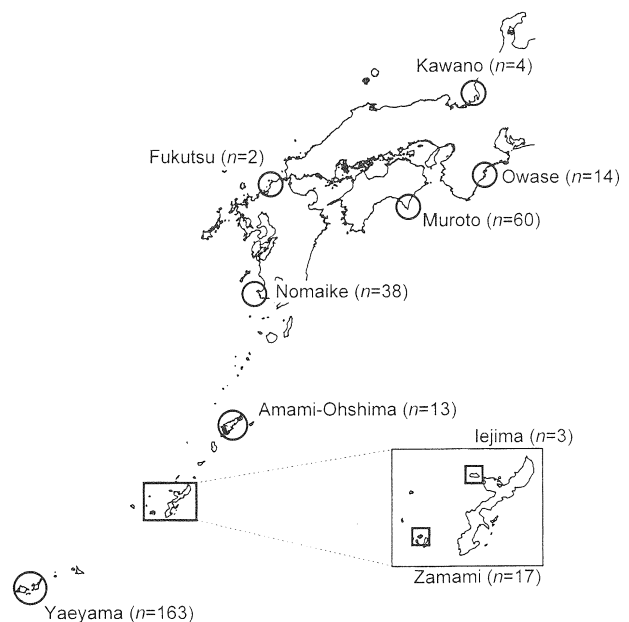 Kawano (n=4)
Fukutsu (n=2)
Owase (n=14)
Muroto (n=60)
Nomaike (n=38)
Amami-Ohshima (n=13)
Iejima (n=3)
Zamami (n=17)
Yaeyama (n=163)